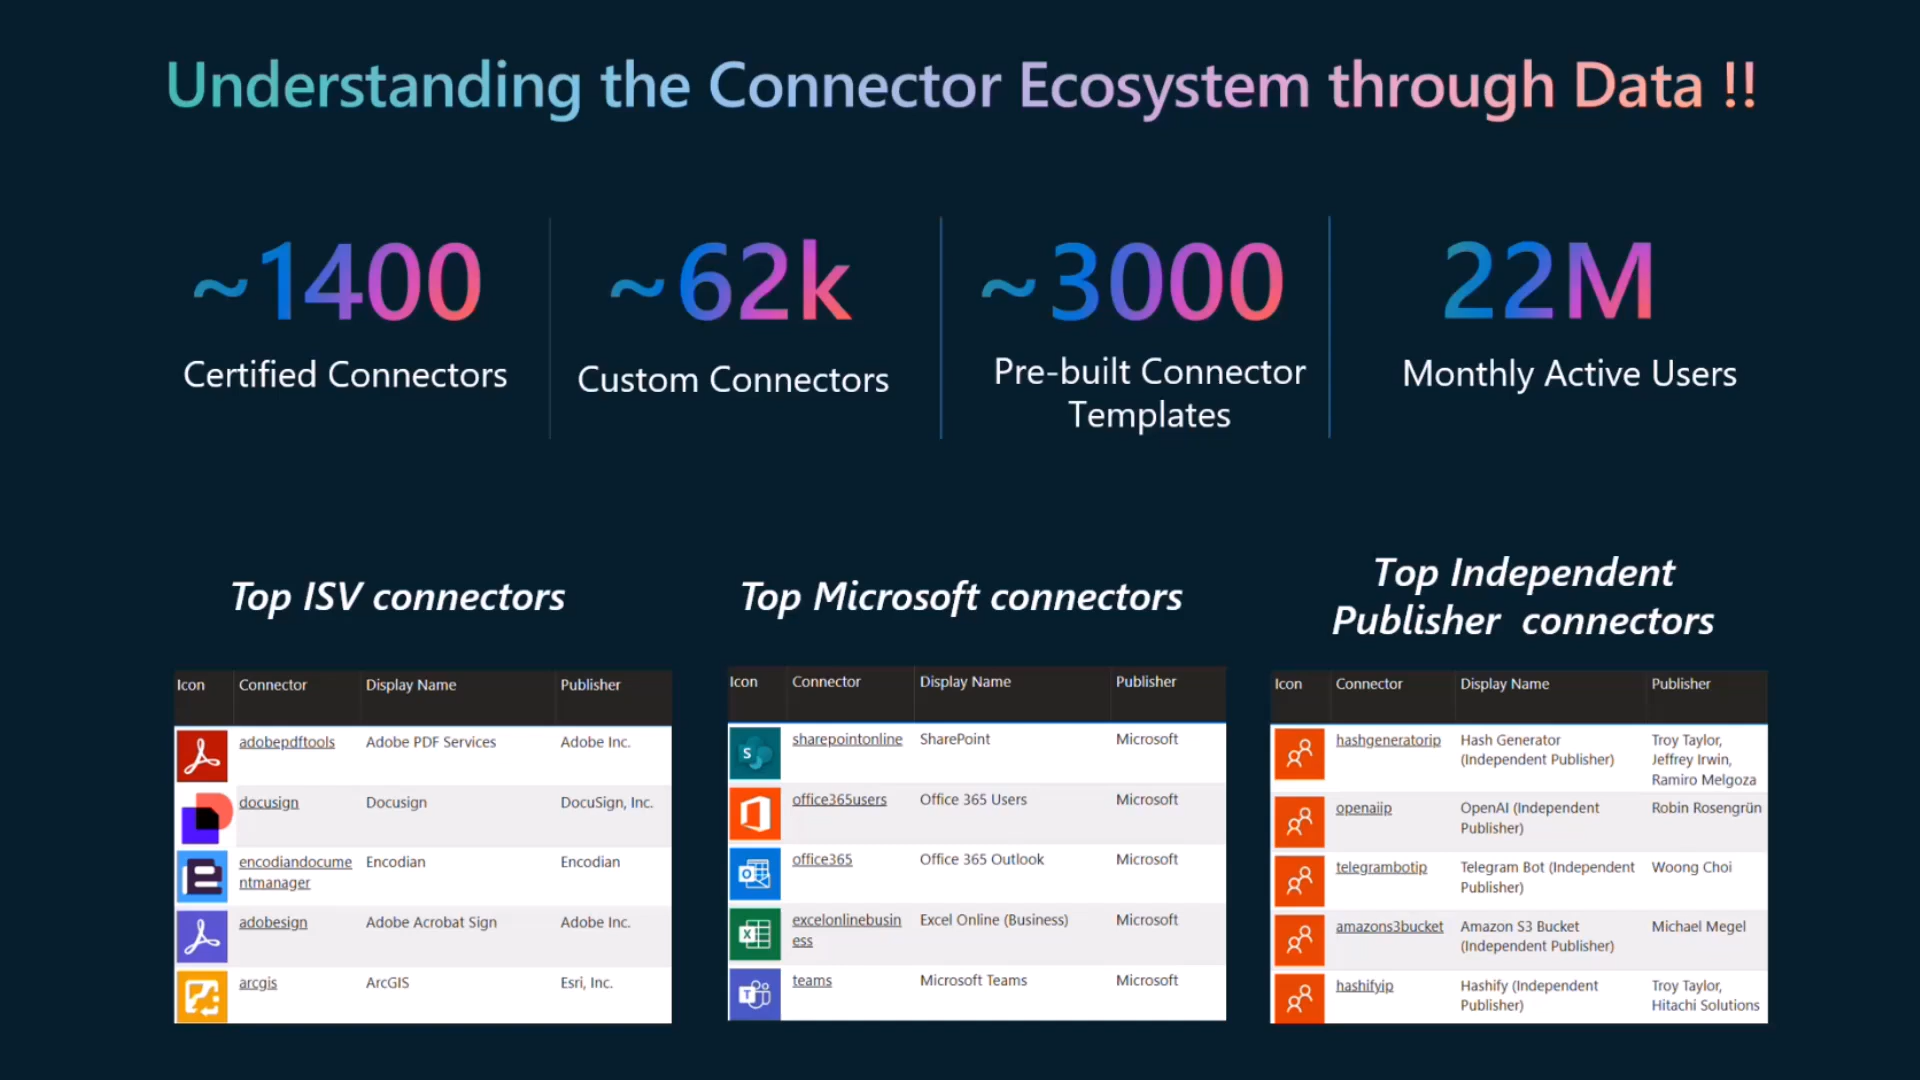 Understanding the Connector Ecosystem through Data !!
~1400
Certified Connectors
~62k
Custom Connectors
~3000
Pre-built Connector
Templates
22M
Monthly Active Users
Top ISV connectors
Icon Connector Display Name Publisher
adobepdftools Adobe PDF Services Adobe Inc.
docusign Docusign DocuSign, Inc.
encodiandocume Encodian Encodian
ntmanager
adobesign Adobe Acrobat Sign Adobe Inc.
arcgis ArcGIS Esri, Inc.
Top Microsoft connectors
Icon Connector Display Name Publisher
S sharepointonline SharePoint Microsoft
office365users Office 365 Users Microsoft
O office365 Office 365 Outlook Microsoft
X excelonlinebusin Excel Online (Business) Microsoft
ess
T teams Microsoft Teams Microsoft
Top Independent
Publisher connectors
Icon Connector Display Name Publisher
hashgeneratorip Hash Generator Troy Taylor,
(Independent Publisher) Jeffrey Irwin,
Ramiro Melgoza
openaiip OpenAI (Independent Robin Rosengrün
Publisher)
telegrambotip Telegram Bot (Independent Woong Choi
Publisher)
amazons3bucket Amazon S3 Bucket Michael Megel
(Independent Publisher)
hashifyip Hashify (Independent Troy Taylor,
Publisher) Hitachi Solutions